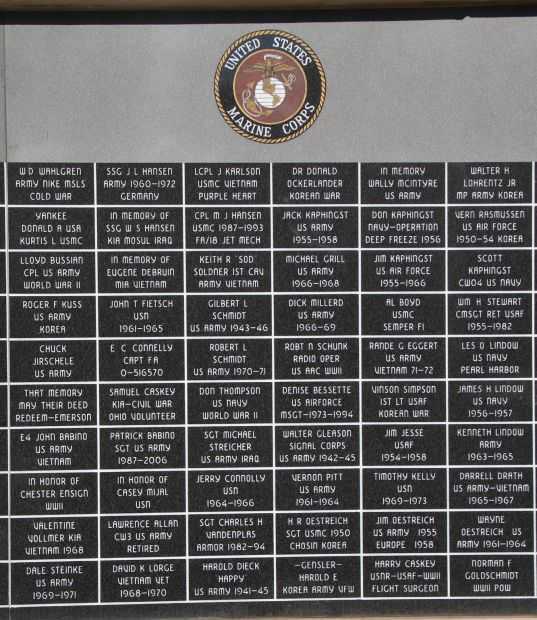 UNITED STATES
MARINE CORPS
W D WAHLGREN
ARMY NIKE MSLS
COLD WAR
SSG J L HANSEN
ARMY 1960-1972
GERMANY
LCPL J KARLSON
USMC VIETNAM
PURPLE HEART
DR DONALD
OCKERLANDER
KOREAN WAR
IN MEMORY
WALLY MCINTYRE
US ARMY
WALTER H
LOHRENTZ JR
MP ARMY KOREA
YANKEE
DONALD A USA
KURTIS L USMC
IN MEMORY OF
SSG W S HANSEN
KIA MOSUL IRAQ
CPL M J HANSEN
USMC 1987-1993
FA/18 JET MECH
JACK KAPHINGST
US ARMY
1955-1958
DON KAPHINGST
NAVY-OPERATION
DEEP FREEZE 1956
VERN RASMUSSEN
US AIR FORCE
1950-54 KOREA
LLOYD BUSSIAN
CPL US ARMY
WORLD WAR II
IN MEMORY OF
EUGENE DEBRUIN
MIA VIETNAM
KEITH R "SOD"
SOLDNER 1ST CAV
ARMY VIETNAM
MICHAEL GRILL
US ARMY
1966-1968
JIM KAPHINGST
US AIR FORCE
1955-1966
SCOTT
KAPHINGST
CWO4 US NAVY
ROGER F KUSS
US ARMY
KOREA
JOHN T FIETSCH
USN
1961-1965
GILBERT L
SCHMIDT
US ARMY 1943-46
DICK MILLERD
US ARMY
1966-69
AL BOYD
USMC
SEMPER FI
WM H STEWART
CMSGT RET USAF
1955-1982
CHUCK
JIRSCHELE
US ARMY
E C CONNELLY
CAPT FA
O-516570
ROBERT L
SCHMIDT
US ARMY 1970-71
ROBT N SCHUNK
RADIO OPER
US AAC WWII
RANDE G EGGERT
US ARMY
VIETNAM 71-72
LES O LINDOW
US NAVY
PEARL HARBOR
THAT MEMORY
MAY THEIR DEED
REDEEM-EMERSON
SAMUEL CASKEY
KIA-CIVIL WAR
OHIO VOLUNTEER
DON THOMPSON
US NAVY
WORLD WAR II
DENISE BESSETTE
US AIRFORCE
MSGT-1973-1994
VINSON SIMPSON
1ST LT USAF
KOREAN WAR
JAMES H LINDOW
US NAVY
1956-1957
E4 JOHN BABINO
US ARMY
VIETNAM
PATRICK BABINO
SGT US ARMY
1987-2006
SGT MICHAEL
STREICHER
US ARMY IRAQ
WALTER GLEASON
SIGNAL CORPS
US ARMY 1942-45
JIM JESSE
USAF
1954-1958
KENNETH LINDOW
ARMY
1963-1965
IN HONOR OF
CHESTER ENSIGN
WWII
IN HONOR OF
CASEY MIJAL
USN
JERRY CONNOLLY
USN
1964-1966
VERNON PITT
US ARMY
1961-1964
TIMOTHY KELLY
USN
1969-1973
DARRELL DRATH
US ARMY-VIETNAM
1965-1967
VALENTINE
VOLLMER KIA
VIETNAM 1968
LAWRENCE ALLAN
CW3 US ARMY
RETIRED
SGT CHARLES H
VANDENPLAS
ARMOR 1982-94
H R OESTREICH
SGT USMC 1950
CHOSIN KOREA
JIM OESTREICH
US ARMY 1955
EUROPE 1958
WAYNE
OESTREICH US
ARMY 1961-1964
DALE STEINKE
US ARMY
1969-1971
DAVID K LORGE
VIETNAM VET
1968-1970
HAROLD DIECK
"HAPPY"
US ARMY 1941-45
-GENSLER-
HAROLD E
KOREA ARMY VFW
HARRY CASKEY
USNR-USAF-WWII
FLIGHT SURGEON
NORMAN F
GOLDSCHMIDT
WWII POW